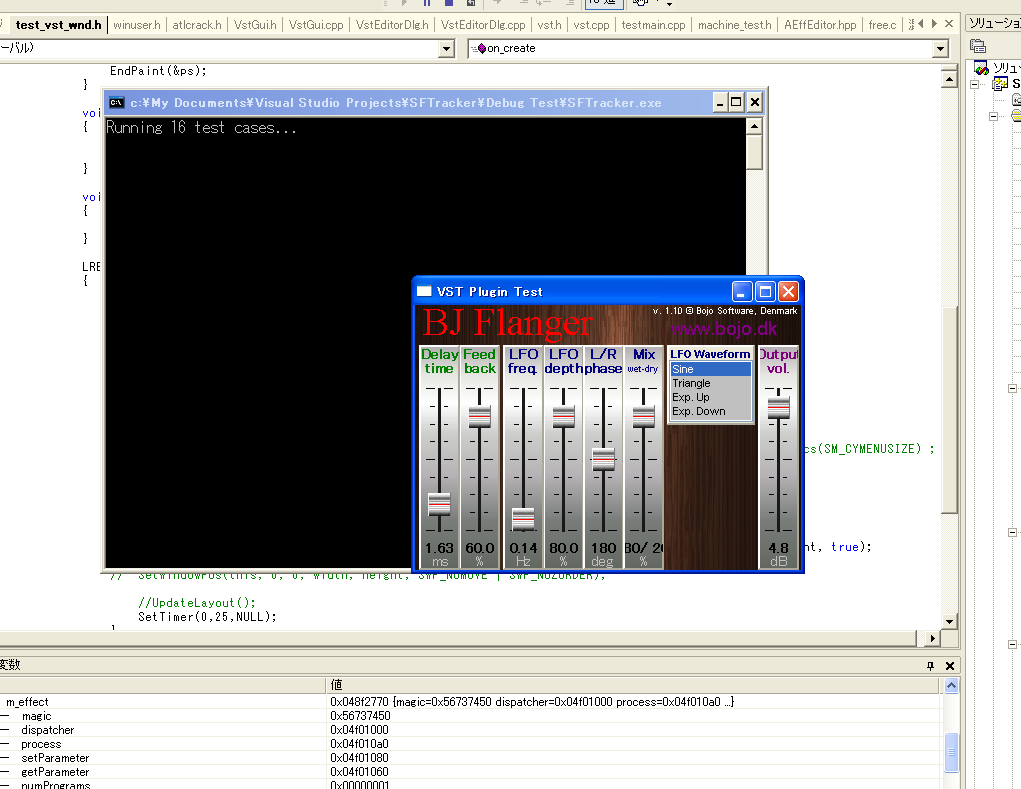 test_vst_wnd.h winuser.h atlcrack.h VstGui.h VstGui.cpp VstEditorDlg.h VstEditorDlg.cpp vst.h vst.cpp testmain.cpp machine_test.h AEffEditor.hpp free.c
ソリューショ
ーバル)
on_create
ソリュー
EndPaint(&ps);
}
c:¥My Documents¥Visual Studio Projects¥SFTracker¥Debug Test¥SFTracker.exe
voi
{
Running 16 test cases...
}
voi
{
}
LRE
{
VST Plugin Test
BJ Flanger
v. 1.10 © Bojo Software, Denmark
www.bojo.dk
Delay time
Feed back
LFO freq.
LFO depth
L/R phase
Mix wet-dry
LFO Waveform
Output vol.
Sine
Triangle
Exp. Up
Exp. Down
cs(SM_CYMENUSIZE) ;
nt, true);
1.63 60.0 0.14 80.0 180 80/ 20 4.8
ms % Hz % deg % dB
// SetWindowPos(this, 0, 0, width, height, SWP_NOMOVE | SWP_NOZORDER);
//UpdateLayout();
SetTimer(0,25,NULL);
変数
値
m_effect 0x048f2770 {magic=0x56737450 dispatcher=0x04f01000 process=0x04f010a0 ...}
magic 0x56737450
dispatcher 0x04f01000
process 0x04f010a0
setParameter 0x04f01080
getParameter 0x04f01060
numPrograms 0x00000001